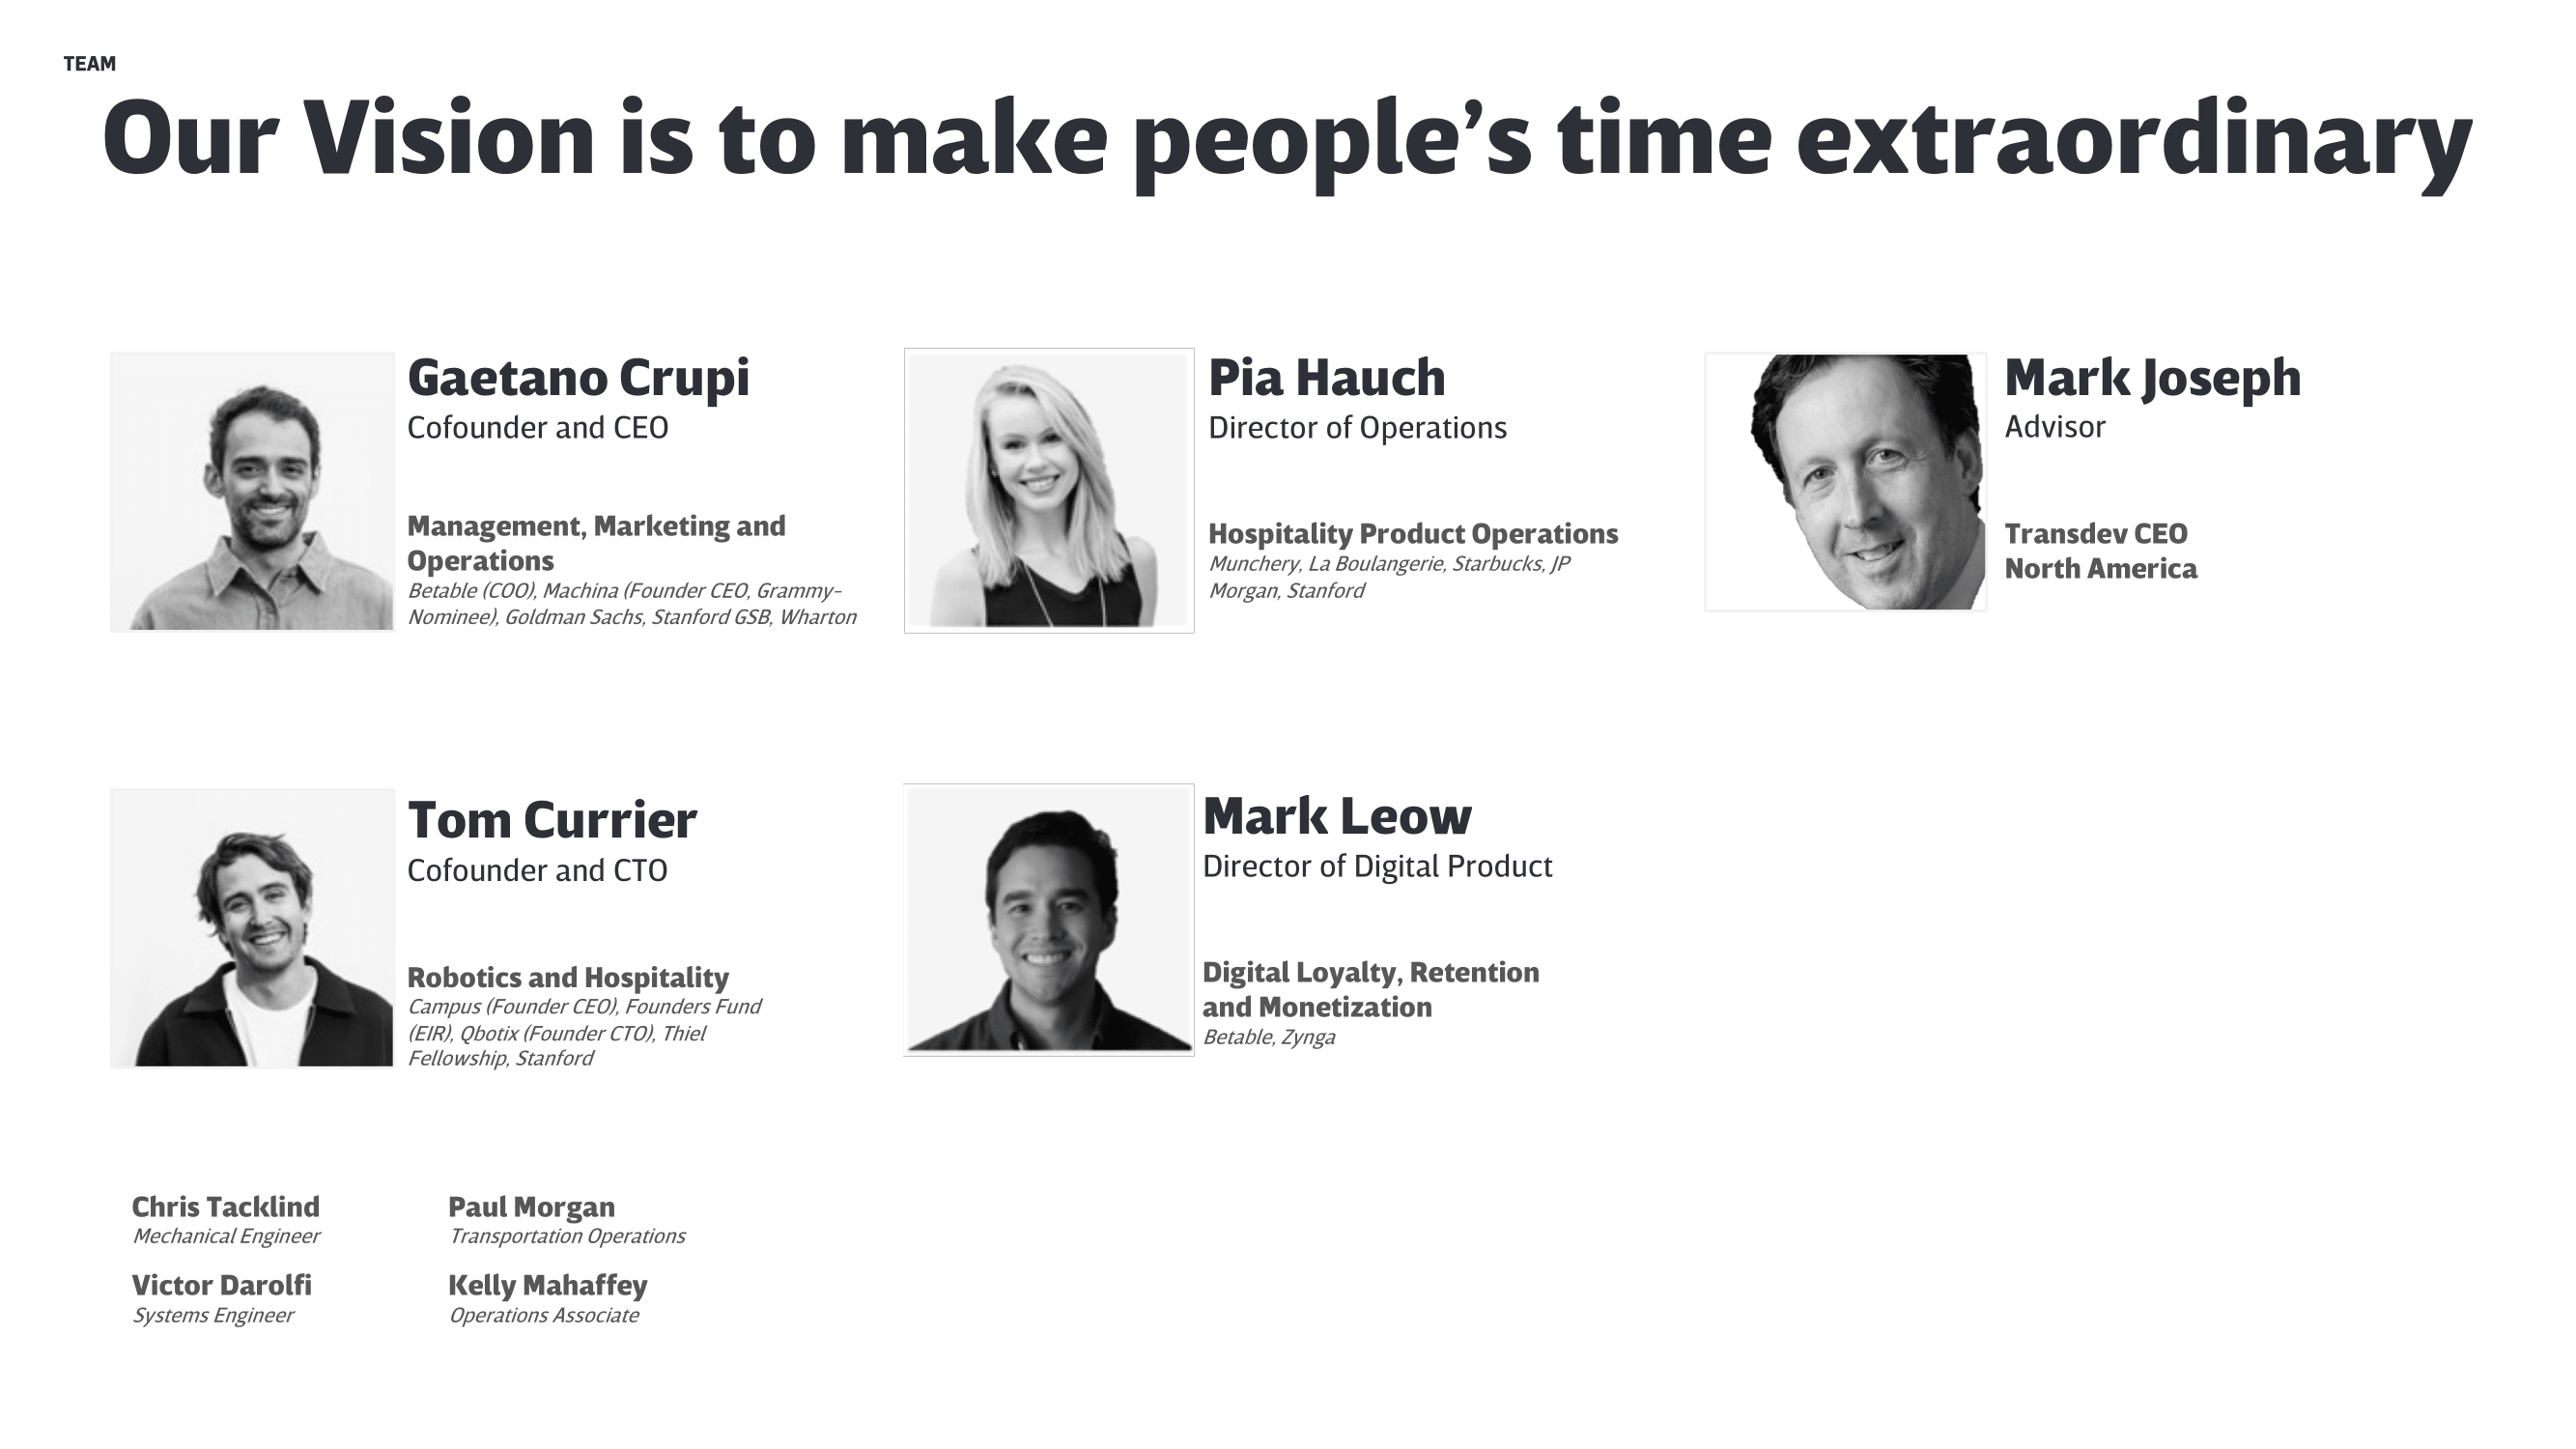 TEAM
Our Vision is to make people’s time extraordinary
Gaetano Crupi
Cofounder and CEO
Management, Marketing and
Operations
Betable (COO), Machina (Founder CEO, Grammy-
Nominee), Goldman Sachs, Stanford GSB, Wharton
Pia Hauch
Director of Operations
Hospitality Product Operations
Munchery, La Boulangerie, Starbucks, JP
Morgan, Stanford
Mark Joseph
Advisor
Transdev CEO
North America
Tom Currier
Cofounder and CTO
Robotics and Hospitality
Campus (Founder CEO), Founders Fund
(EIR), Qbotix (Founder CTO), Thiel
Fellowship, Stanford
Mark Leow
Director of Digital Product
Digital Loyalty, Retention
and Monetization
Betable, Zynga
Chris Tacklind
Mechanical Engineer
Paul Morgan
Transportation Operations
Victor Darolfi
Systems Engineer
Kelly Mahaffey
Operations Associate